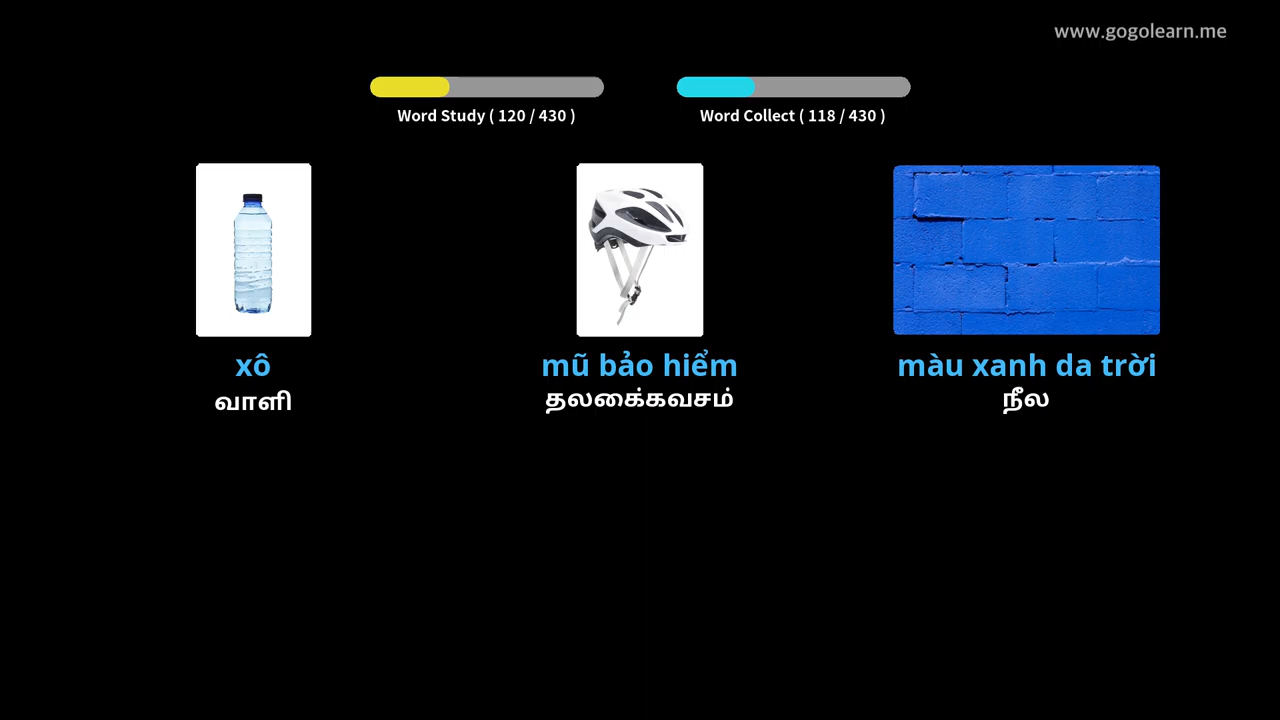 www.gogolearn.me
Word Study ( 120 / 430 )
Word Collect ( 118 / 430 )
xô
வாளி
mũ bảo hiểm
தலைக்கவசம்
màu xanh da trời
நீல